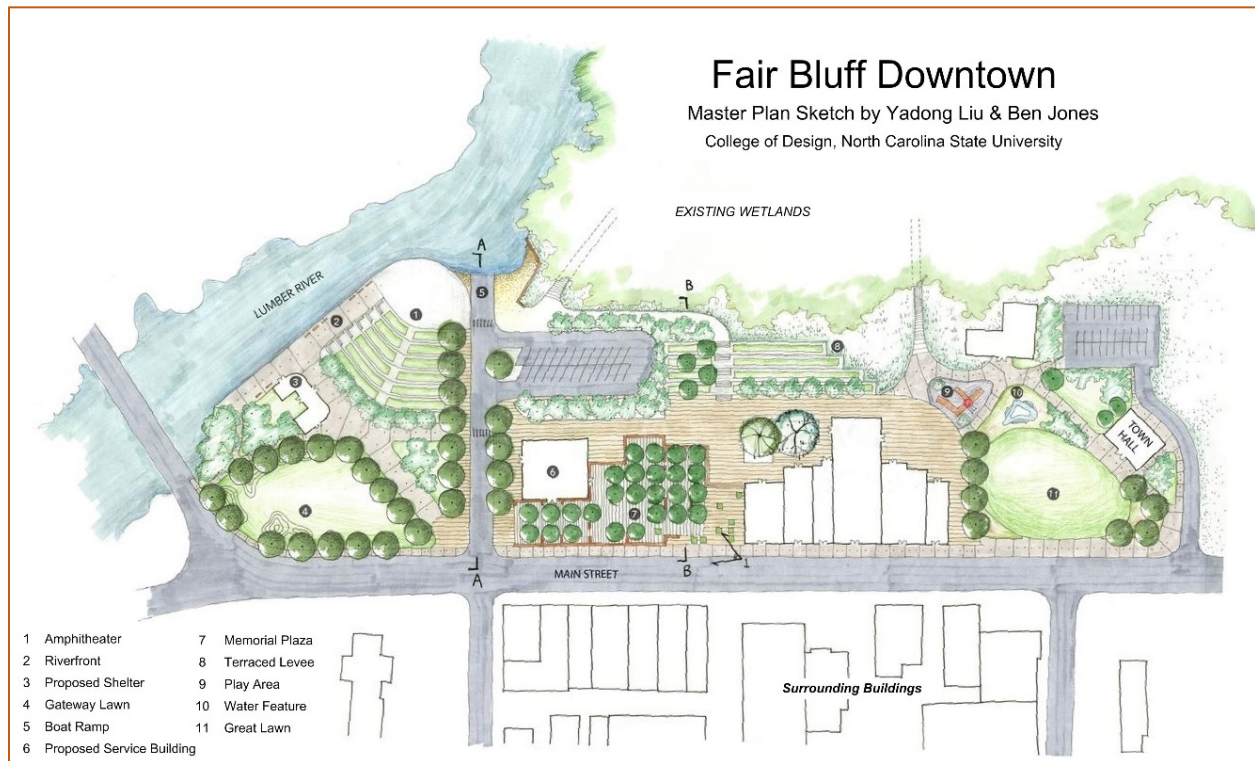 Fair Bluff Downtown
Master Plan Sketch by Yadong Liu & Ben Jones
College of Design, North Carolina State University
EXISTING WETLANDS
LUMBER RIVER
A
5
B
1
2
3
8
9
10
TOWN
HALL
6
4
7
11
A
MAIN STREET
B
1
1 Amphitheater
2 Riverfront
3 Proposed Shelter
4 Gateway Lawn
5 Boat Ramp
6 Proposed Service Building
7 Memorial Plaza
8 Terraced Levee
9 Play Area
10 Water Feature
11 Great Lawn
Surrounding Buildings